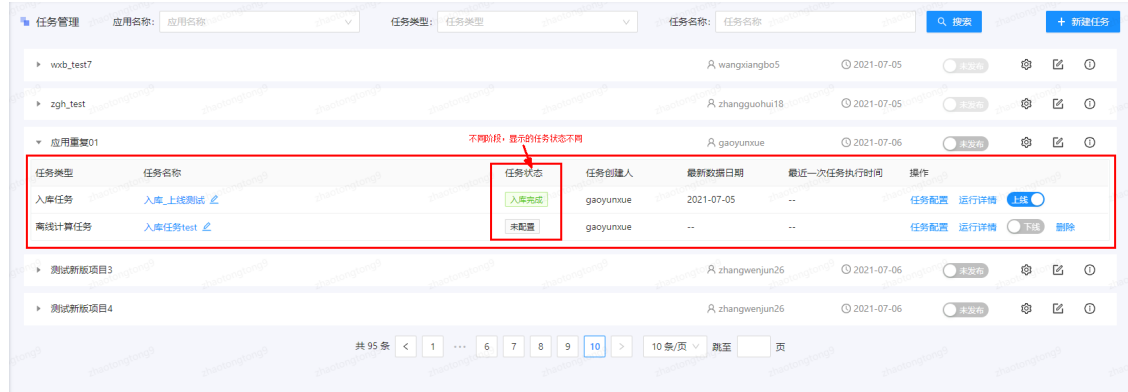 任务管理 应用名称: 应用名称 任务类型: 任务类型 任务名称: 任务名称 搜索 + 新建任务
wxb_test7 wangxiangbo5 2021-07-05 未发布
zgh_test zhangguohui18 2021-07-05 未发布
不同阶段，显示的任务状态不同
应用重复01 gaoyunxue 2021-07-06 未发布
任务类型 任务名称 任务状态 任务创建人 最新数据日期 最近一次任务执行时间 操作
入库任务 入库_上线测试 入库完成 gaoyunxue 2021-07-05 -- 任务配置 运行详情 上线
离线计算任务 入库任务test 未配置 gaoyunxue -- -- 任务配置 运行详情 下线 删除
测试新版项目3 zhangwenjun26 2021-07-06 未发布
测试新版项目4 zhangwenjun26 2021-07-06 未发布
共 95 条 < 1 ··· 6 7 8 9 10 > 10 条/页 跳至 页